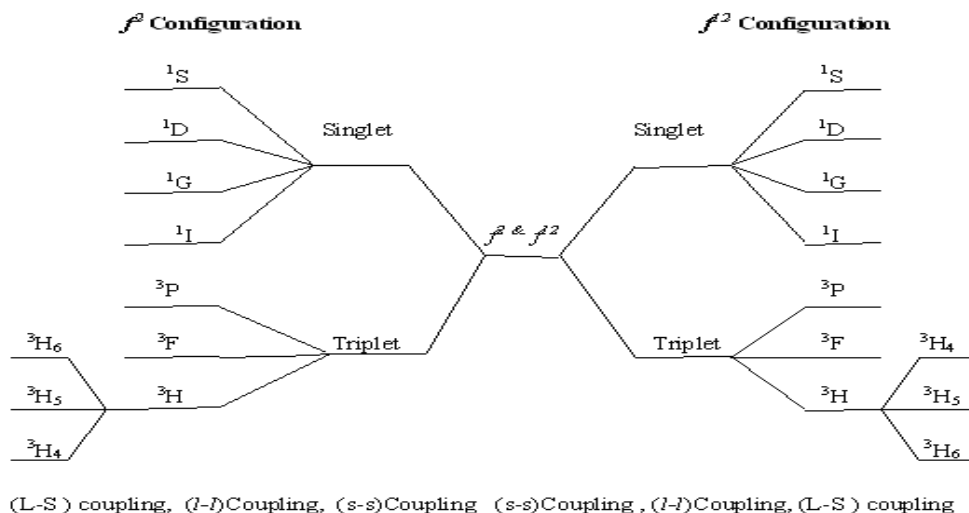 f² Configuration f¹² Configuration
¹S ¹S
¹D Singlet Singlet ¹D
¹G ¹G
¹I f² & f¹² ¹I
³P ³P
³H₆ ³F Triplet Triplet ³F ³H₄
³H₅ ³H ³H ³H₅
³H₄ ³H₆
(L-S ) coupling, (l-l)Coupling, (s-s)Coupling (s-s)Coupling , (l-l)Coupling, (L-S ) coupling